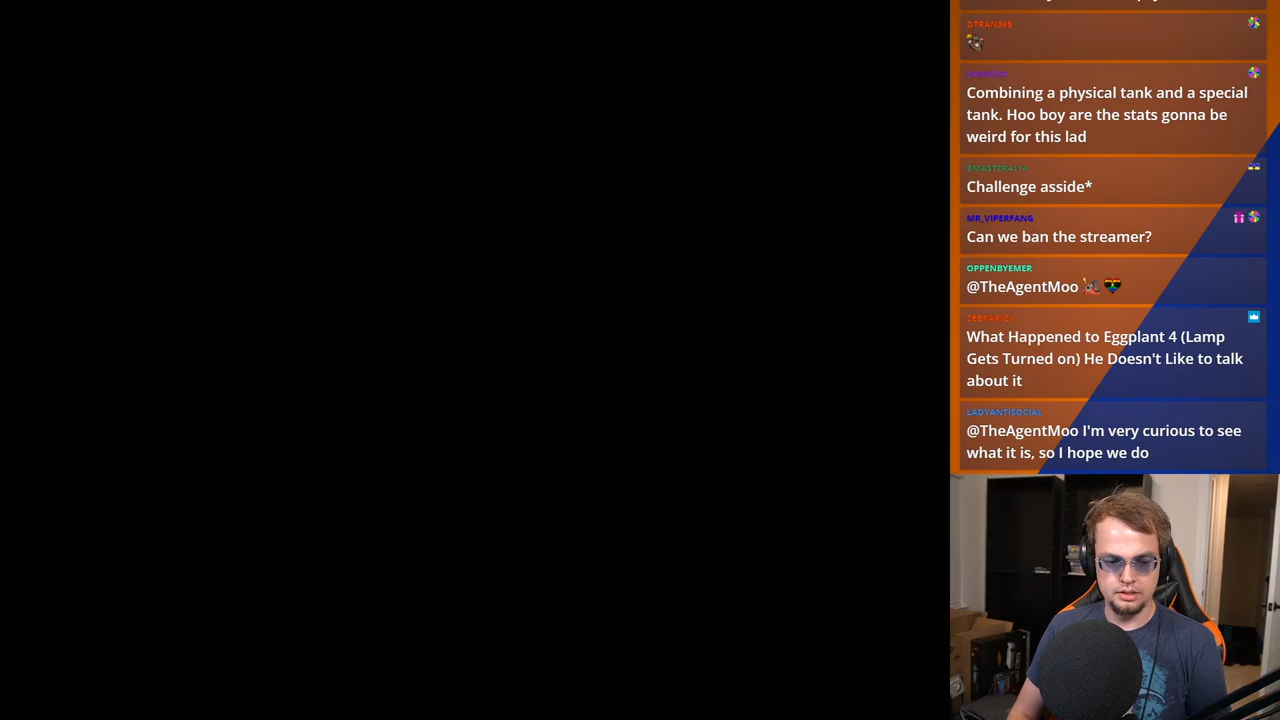 DTRAN365
Combining a physical tank and a special
tank. Hoo boy are the stats gonna be
weird for this lad
BMASTER4114
Challenge asside*
MR_VIPERFANG
Can we ban the streamer?
OPPENBYEMER
@TheAgentMoo
What Happened to Eggplant 4 (Lamp
Gets Turned on) He Doesn't Like to talk
about it
LADYANTISOCIAL
@TheAgentMoo I'm very curious to see
what it is, so I hope we do